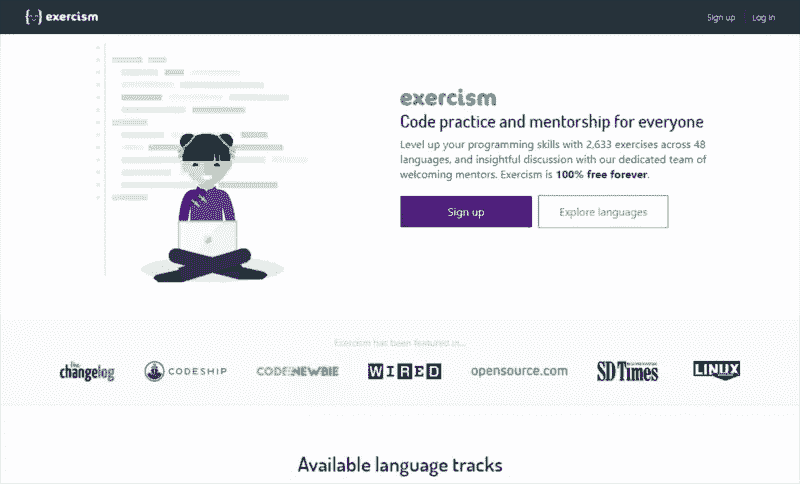 exercism
Sign up
Log in
exercism
Code practice and mentorship for everyone
Level up your programming skills with 2,633 exercises across 48
languages, and insightful discussion with our dedicated team of
welcoming mentors. Exercism is 100% free forever.
Sign up
Explore languages
Exercism has been featured in...
the changelog
CODESHIP
CODE NEWBIE
WIRED
opensource.com
SD Times
LINUX
Available language tracks